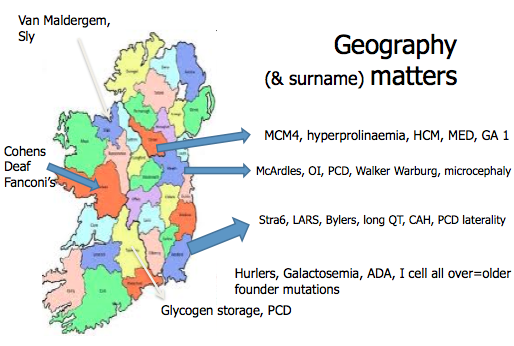 Van Maldergem,
Sly
Geography
(& surname) matters
MCM4, hyperprolinaemia, HCM, MED, GA 1
Cohens
Deaf
Fanconi's
McArdles, OI, PCD, Walker Warburg, microcephaly
Stra6, LARS, Bylers, long QT, CAH, PCD laterality
Hurlers, Galactosemia, ADA, I cell all over=older
founder mutations
Glycogen storage, PCD